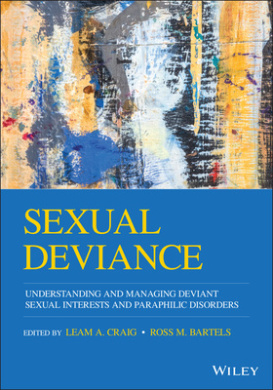 SEXUAL
DEVIANCE
UNDERSTANDING AND MANAGING DEVIANT
SEXUAL INTERESTS AND PARAPHILIC DISORDERS
EDITED BY LEAM A. CRAIG • ROSS M. BARTELS
WILEY